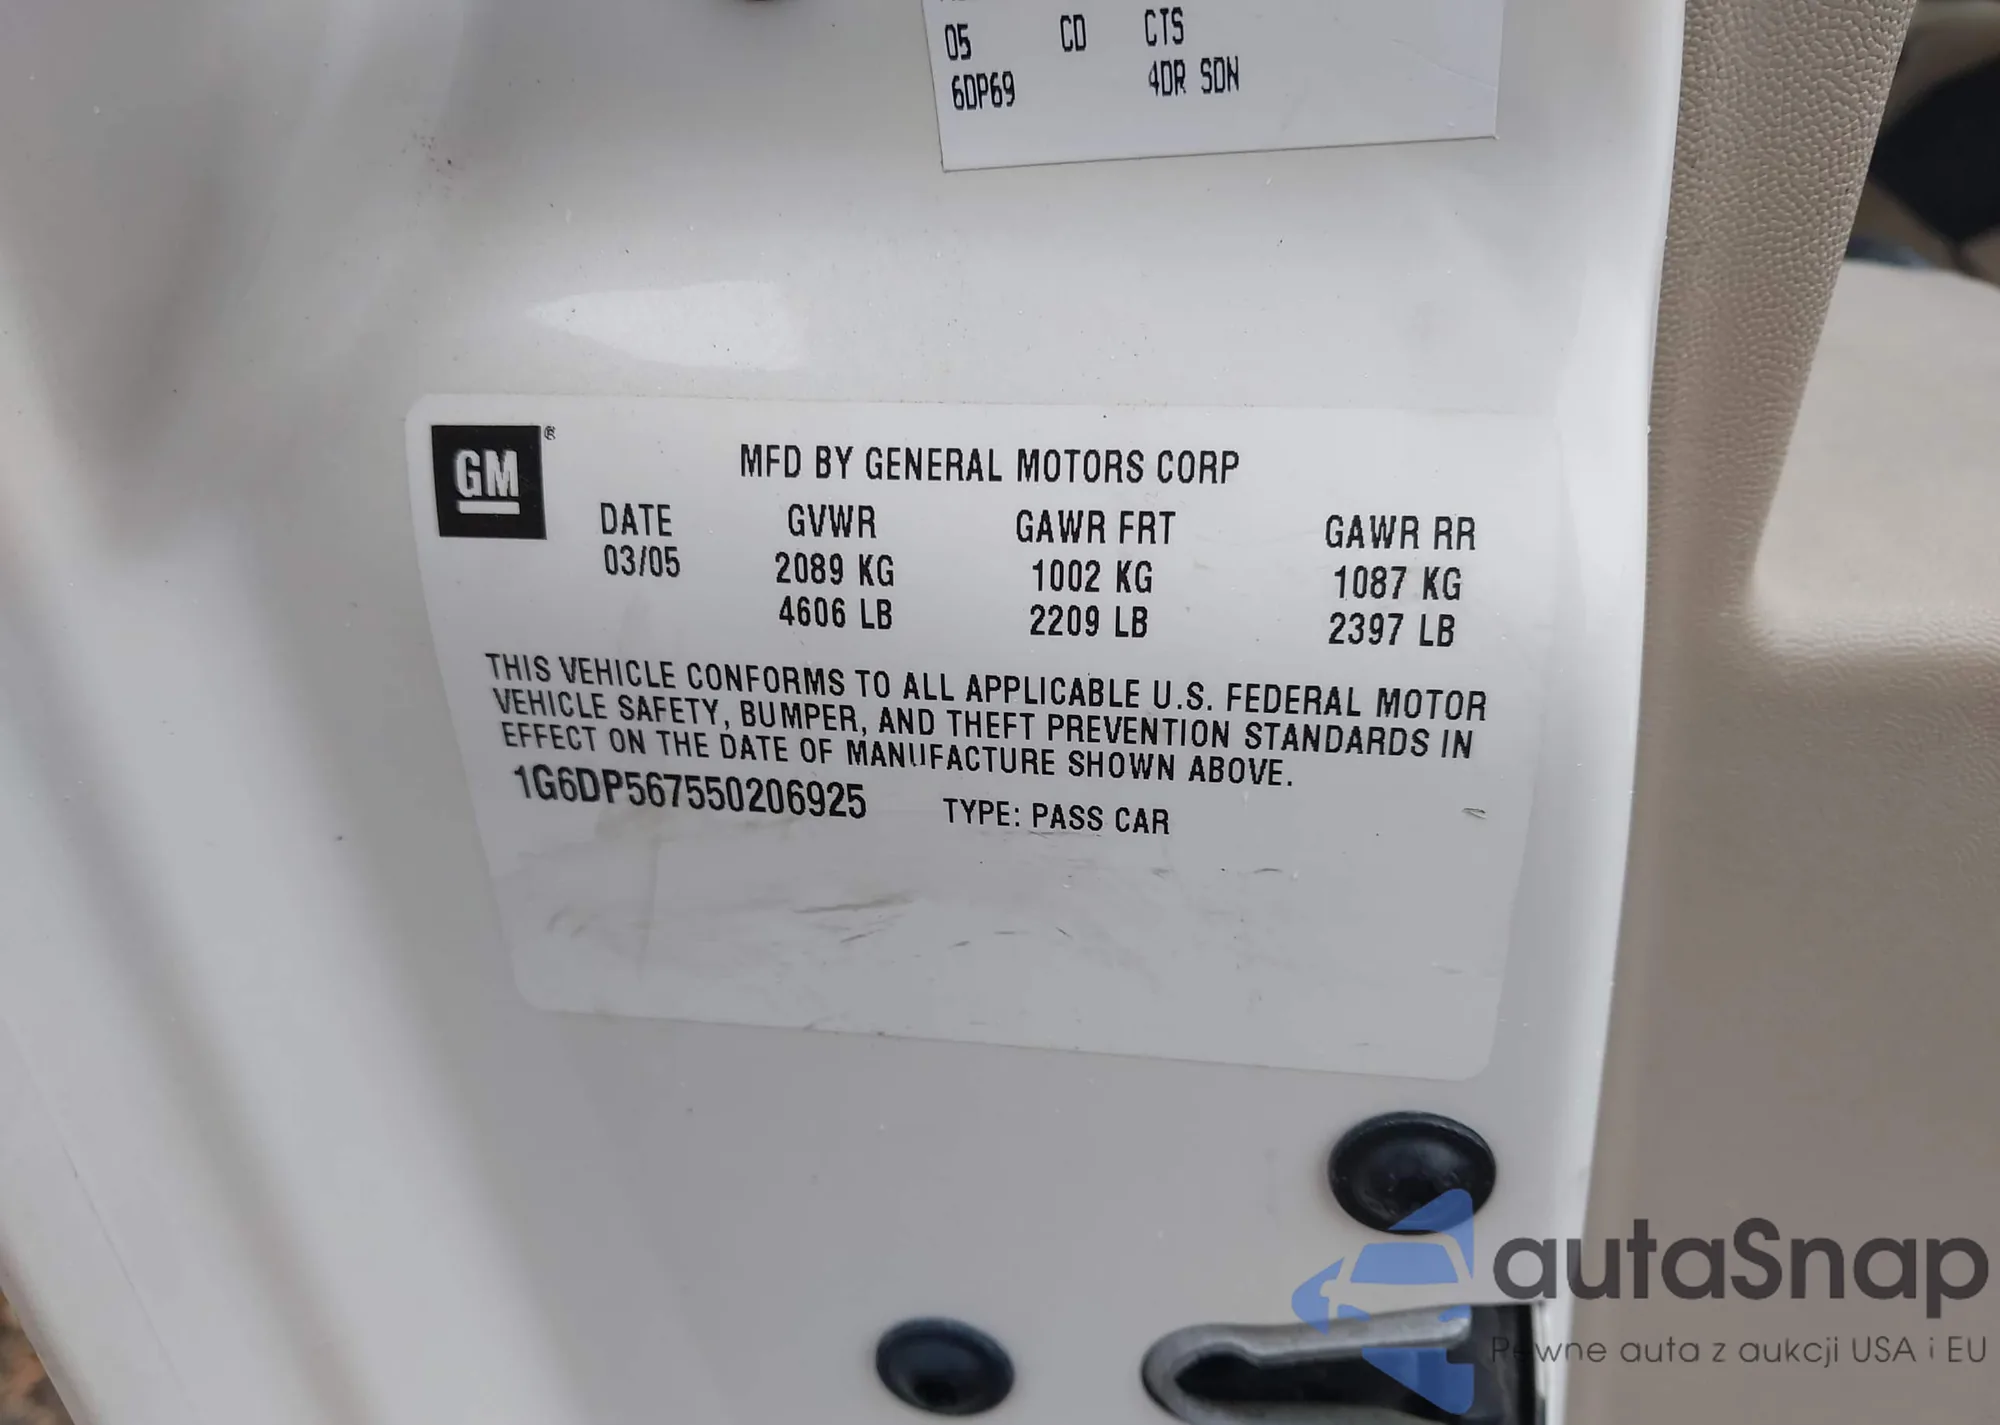 05 CD CTS
6DP69 4DR SDN
GM®
MFD BY GENERAL MOTORS CORP
DATE GVWR GAWR FRT GAWR RR
03/05 2089 KG 1002 KG 1087 KG
4606 LB 2209 LB 2397 LB
THIS VEHICLE CONFORMS TO ALL APPLICABLE U.S. FEDERAL MOTOR
VEHICLE SAFETY, BUMPER, AND THEFT PREVENTION STANDARDS IN
EFFECT ON THE DATE OF MANUFACTURE SHOWN ABOVE.
1G6DP567550206925 TYPE: PASS CAR
autaSnap
Pewne auta z aukcji USA i EU